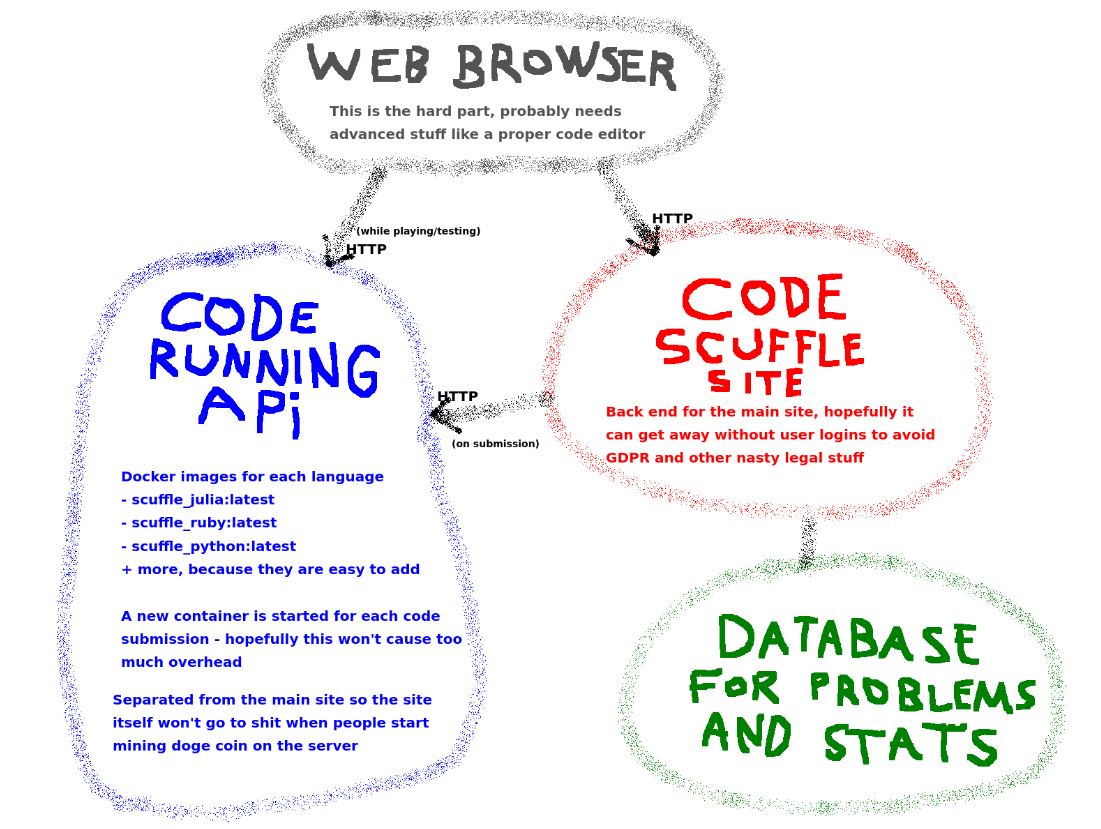 WEB BROWSER
This is the hard part, probably needs
advanced stuff like a proper code editor
(while playing/testing)
HTTP
HTTP
CODE
RUNNING
APi
Docker images for each language
- scuffle_julia:latest
- scuffle_ruby:latest
- scuffle_python:latest
+ more, because they are easy to add
A new container is started for each code
submission - hopefully this won't cause too
much overhead
Separated from the main site so the site
itself won't go to shit when people start
mining doge coin on the server
HTTP
(on submission)
CODE
SCUFFLE
SITE
Back end for the main site, hopefully it
can get away without user logins to avoid
GDPR and other nasty legal stuff
DATABASE
FOR PROBLEMS
AND STATS